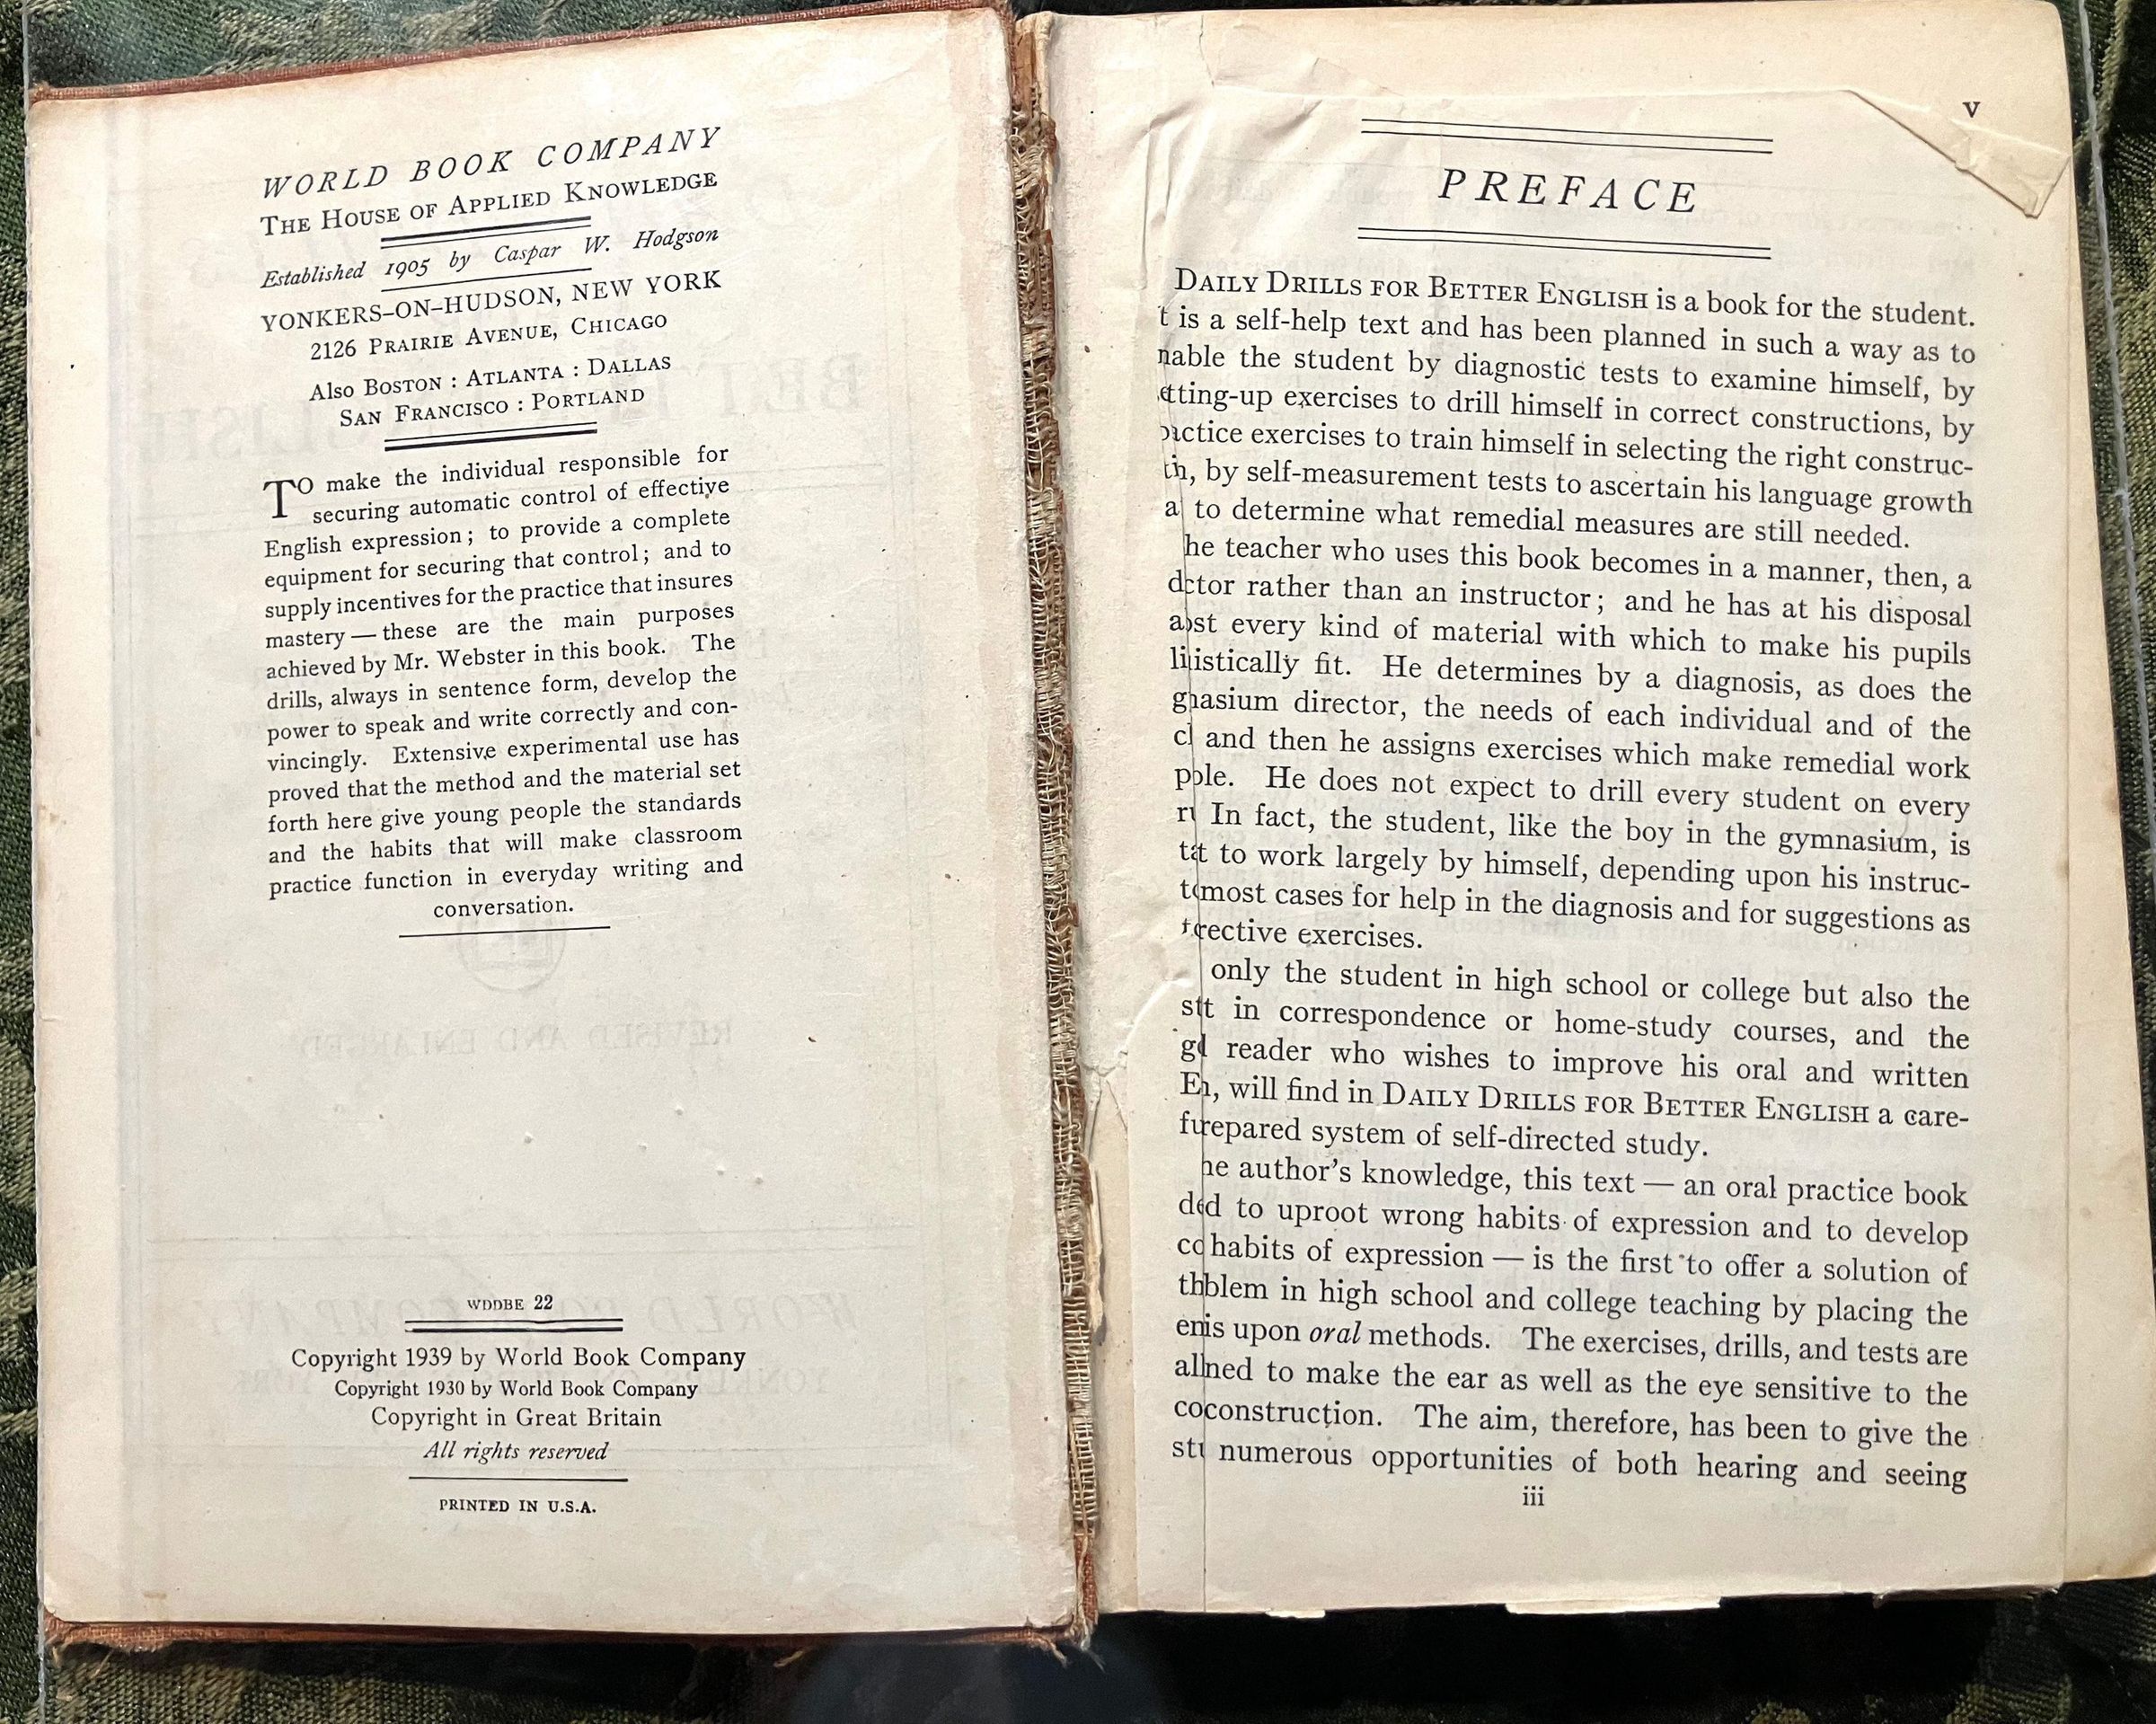 WORLD BOOK COMPANY
THE HOUSE OF APPLIED KNOWLEDGE
Established 1905 by Caspar W. Hodgson
YONKERS-ON-HUDSON, NEW YORK
2126 PRAIRIE AVENUE, CHICAGO
Also BOSTON : ATLANTA : DALLAS
SAN FRANCISCO : PORTLAND
TO make the individual responsible for
securing automatic control of effective
English expression; to provide a complete
equipment for securing that control; and to
supply incentives for the practice that insures
mastery — these are the main purposes
achieved by Mr. Webster in this book. The
drills, always in sentence form, develop the
power to speak and write correctly and con-
vincingly. Extensive experimental use has
proved that the method and the material set
forth here give young people the standards
and the habits that will make classroom
practice function in everyday writing and
conversation.
WDDBE 22
Copyright 1939 by World Book Company
Copyright 1930 by World Book Company
Copyright in Great Britain
All rights reserved
PRINTED IN U.S.A.
v
PREFACE
DAILY DRILLS FOR BETTER ENGLISH is a book for the student.
t is a self-help text and has been planned in such a way as to
nable the student by diagnostic tests to examine himself, by
etting-up exercises to drill himself in correct constructions, by
actice exercises to train himself in selecting the right construc-
by self-measurement tests to ascertain his language growth
a to determine what remedial measures are still needed.
he teacher who uses this book becomes in a manner, then, a
rather than an instructor; and he has at his disposal
every kind of material with which to make his pupils
fit. He determines by a diagnosis, as does the
director, the needs of each individual and of the
and then he assigns exercises which make remedial work
He does not expect to drill every student on every
In fact, the student, like the boy in the gymnasium, is
to work largely by himself, depending upon his instruc-
most cases for help in the diagnosis and for suggestions as
exercises.
only the student in high school or college but also the
in correspondence or home-study courses, and the
reader who wishes to improve his oral and written
will find in DAILY DRILLS FOR BETTER ENGLISH a care-
system of self-directed study.
he author's knowledge, this text — an oral practice book
to uproot wrong habits of expression and to develop
habits of expression — is the first to offer a solution of
in high school and college teaching by placing the
upon oral methods. The exercises, drills, and tests are
to make the ear as well as the eye sensitive to the
construction. The aim, therefore, has been to give the
numerous opportunities of both hearing and seeing
iii